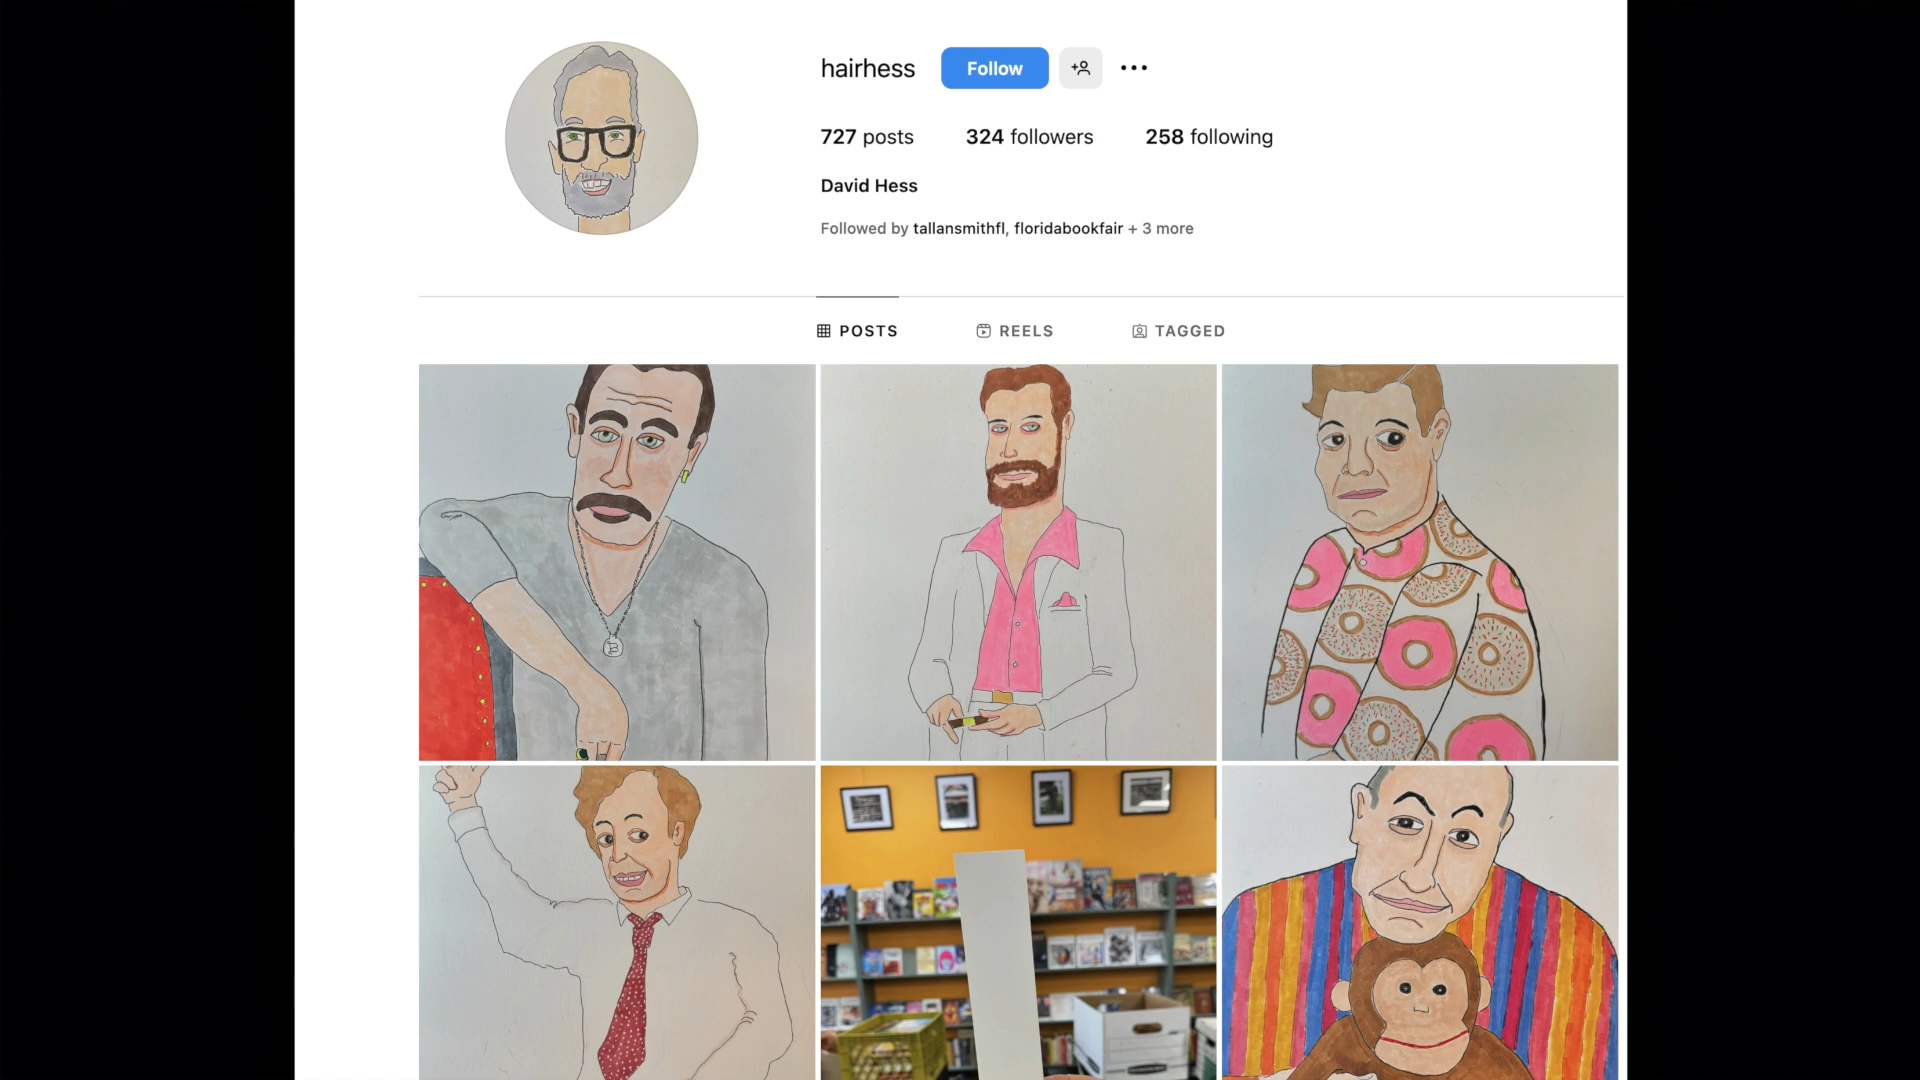 hairhess Follow
727 posts 324 followers 258 following
David Hess
Followed by tallansmithfl, floridabookfair + 3 more
POSTS REELS TAGGED
B